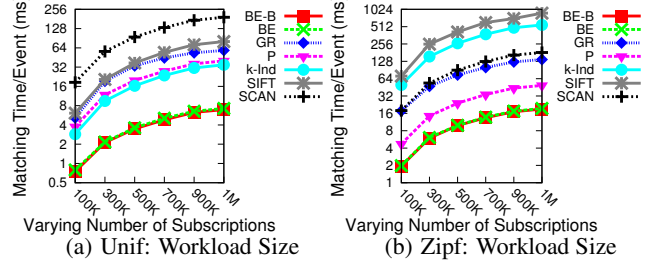 Matching Time/Event (ms)
256
128
64
32
16
8
4
2
1
0.5
100K
300K
500K
700K
900K
1M
Varying Number of Subscriptions
BE-B
BE
GR
P
k-Ind
SIFT
SCAN
(a) Unif: Workload Size
Matching Time/Event (ms)
1024
512
256
128
64
32
16
8
4
2
1
100K
300K
500K
700K
900K
1M
Varying Number of Subscriptions
BE-B
BE
GR
P
k-Ind
SIFT
SCAN
(b) Zipf: Workload Size